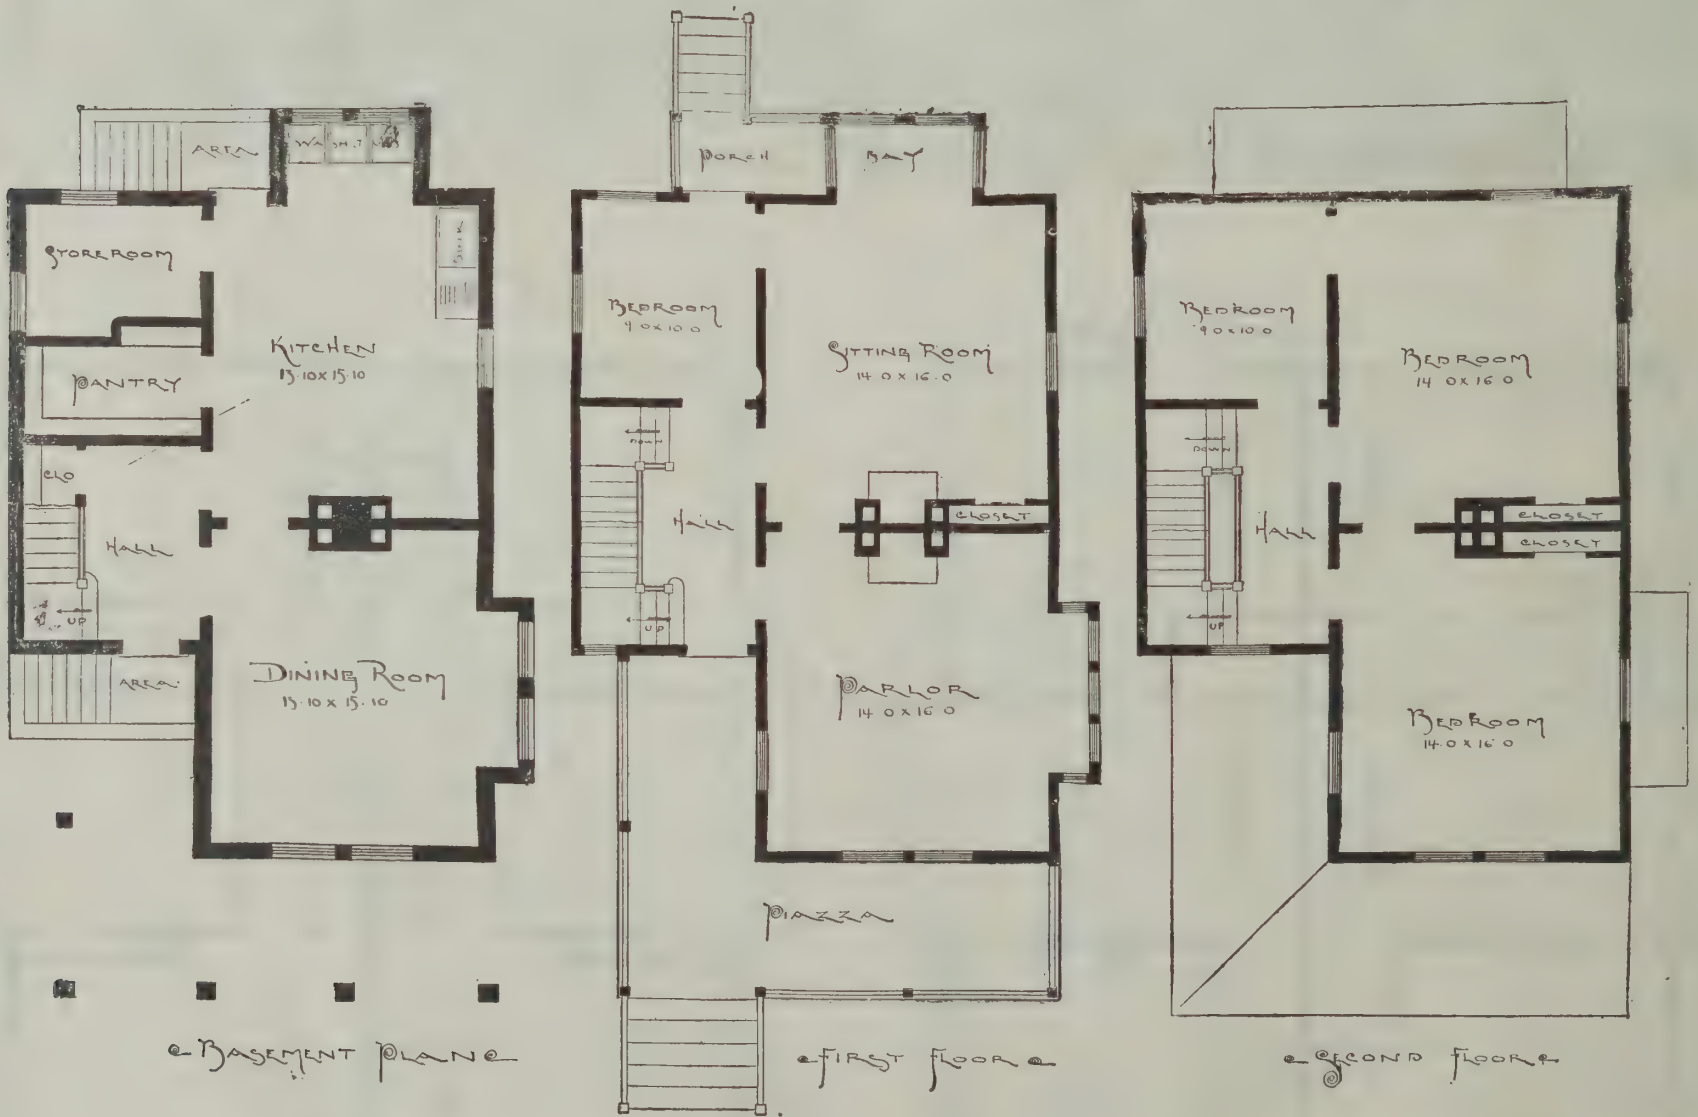 AREA
WASH.T
SINK
STOREROOM
KITCHEN
13.10 X 15.10
PANTRY
CLO
HALL
UP
AREA.
DINING ROOM
13.10 X 15.10
BASEMENT PLAN
PORCH
BAY
BEDROOM
9 0 X 10 0
SITTING ROOM
14 0 X 16 0
DOWN
HALL
CLOSET
UP
PARLOR
14 0 X 16 0
PIAZZA
FIRST FLOOR
BEDROOM
9 0 X 10 0
BEDROOM
14 0 X 16 0
DOWN
HALL
CLOSET
CLOSET
UP
BEDROOM
14.0 X 16 0
SECOND FLOOR